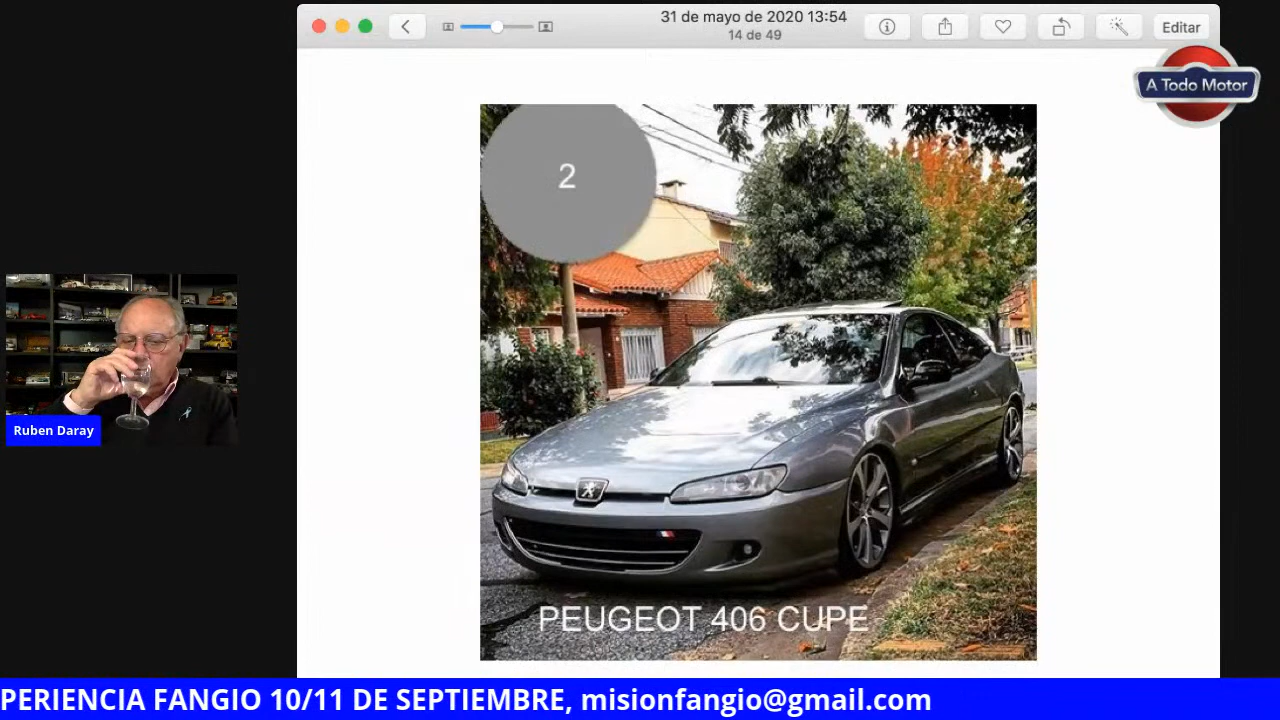 31 de mayo de 2020 13:54
14 de 49
Editar
A Todo Motor
2
Ruben Daray
PEUGEOT 406 CUPE
PERIENCIA FANGIO 10/11 DE SEPTIEMBRE, misionfangio@gmail.com